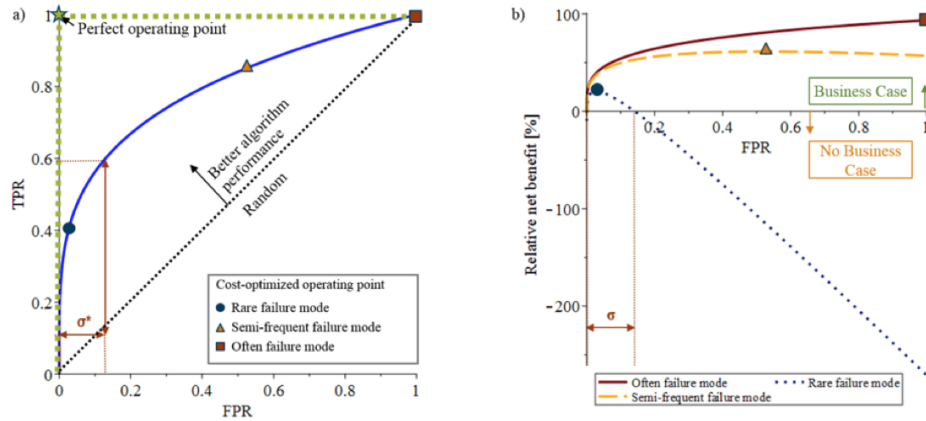 a)
1
Perfect operating point
0.8
0.6
0.4
0.2
0
TPR
Better algorithm
performance
Random
σ*
Cost-optimized operating point
Rare failure mode
Semi-frequent failure mode
Often failure mode
0
0.2
0.4
0.6
0.8
1
FPR
b)
100
50
0
-100
-200
Relative net benefit [%]
0.2
0.4
0.6
0.8
1
FPR
Business Case
No Business
Case
σ
Often failure mode
Rare failure mode
Semi-frequent failure mode